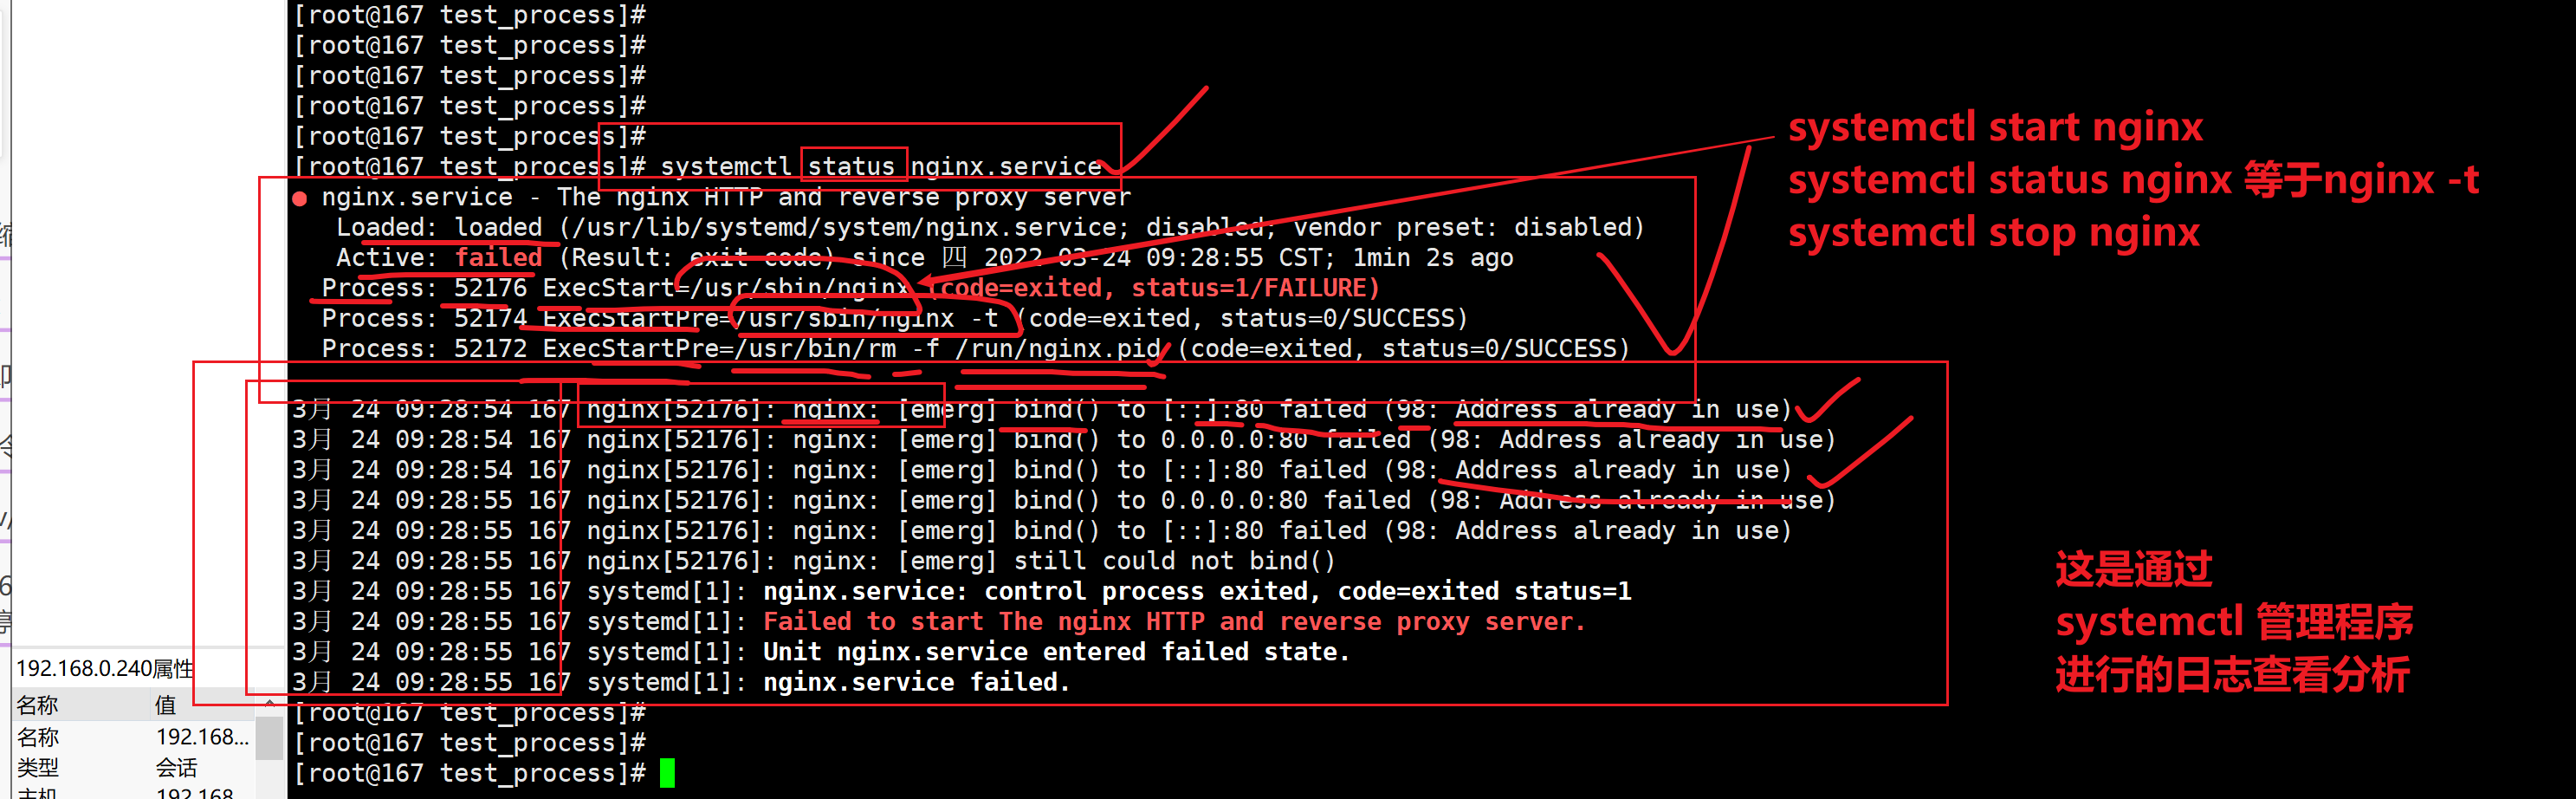 [root@167 test_process]#
[root@167 test_process]#
[root@167 test_process]#
[root@167 test_process]#
[root@167 test_process]#
[root@167 test_process]# systemctl status nginx.service
● nginx.service - The nginx HTTP and reverse proxy server
Loaded: loaded (/usr/lib/systemd/system/nginx.service; disabled; vendor preset: disabled)
Active: failed (Result: exit-code) since 四 2022-03-24 09:28:55 CST; 1min 2s ago
Process: 52176 ExecStart=/usr/sbin/nginx (code=exited, status=1/FAILURE)
Process: 52174 ExecStartPre=/usr/sbin/nginx -t (code=exited, status=0/SUCCESS)
Process: 52172 ExecStartPre=/usr/bin/rm -f /run/nginx.pid (code=exited, status=0/SUCCESS)
3月 24 09:28:54 167 nginx[52176]: nginx: [emerg] bind() to [::]:80 failed (98: Address already in use)
3月 24 09:28:54 167 nginx[52176]: nginx: [emerg] bind() to 0.0.0.0:80 failed (98: Address already in use)
3月 24 09:28:54 167 nginx[52176]: nginx: [emerg] bind() to [::]:80 failed (98: Address already in use)
3月 24 09:28:55 167 nginx[52176]: nginx: [emerg] bind() to 0.0.0.0:80 failed (98: Address already in use)
3月 24 09:28:55 167 nginx[52176]: nginx: [emerg] bind() to [::]:80 failed (98: Address already in use)
3月 24 09:28:55 167 nginx[52176]: nginx: [emerg] still could not bind()
3月 24 09:28:55 167 systemd[1]: nginx.service: control process exited, code=exited status=1
3月 24 09:28:55 167 systemd[1]: Failed to start The nginx HTTP and reverse proxy server.
3月 24 09:28:55 167 systemd[1]: Unit nginx.service entered failed state.
3月 24 09:28:55 167 systemd[1]: nginx.service failed.
[root@167 test_process]#
[root@167 test_process]#
[root@167 test_process]#
systemctl start nginx
systemctl status nginx 等于nginx -t
systemctl stop nginx
这是通过
systemctl 管理程序
进行的日志查看分析
192.168.0.240属性
名称 值
名称 192.168...
类型 会话
主机 192.168